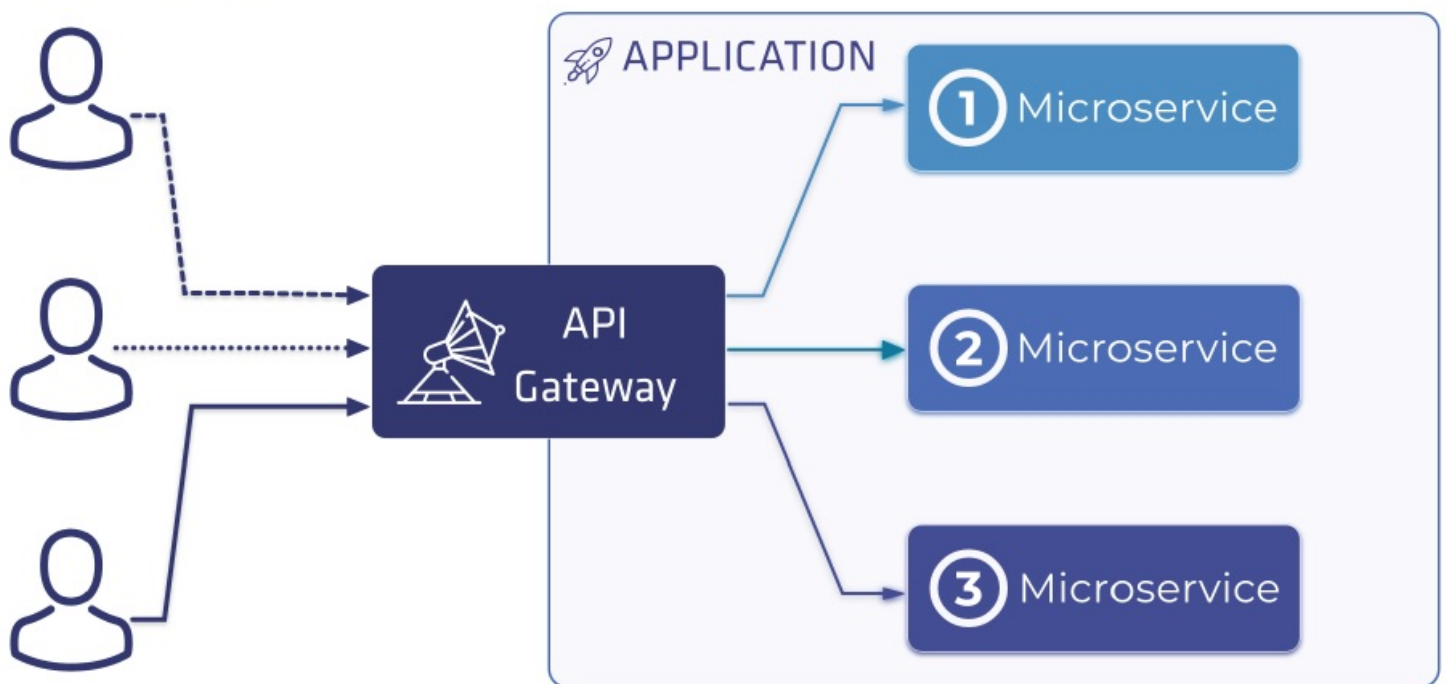 APPLICATION
1 Microservice
API
Gateway
2 Microservice
3 Microservice